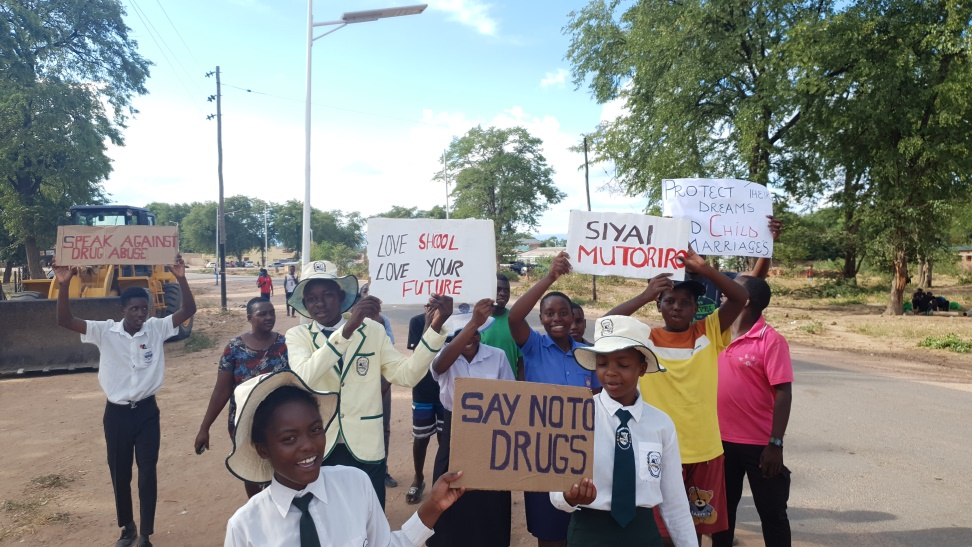 SPEAK AGAINST
DRUG ABUSE
LOVE SHCOOL
LOVE YOUR
FUTURE
SIYAI
MUTORIRO
PROTECT THEIR
DREAMS
D CHILD
MARRIAGES
SAY NO TO
DRUGS